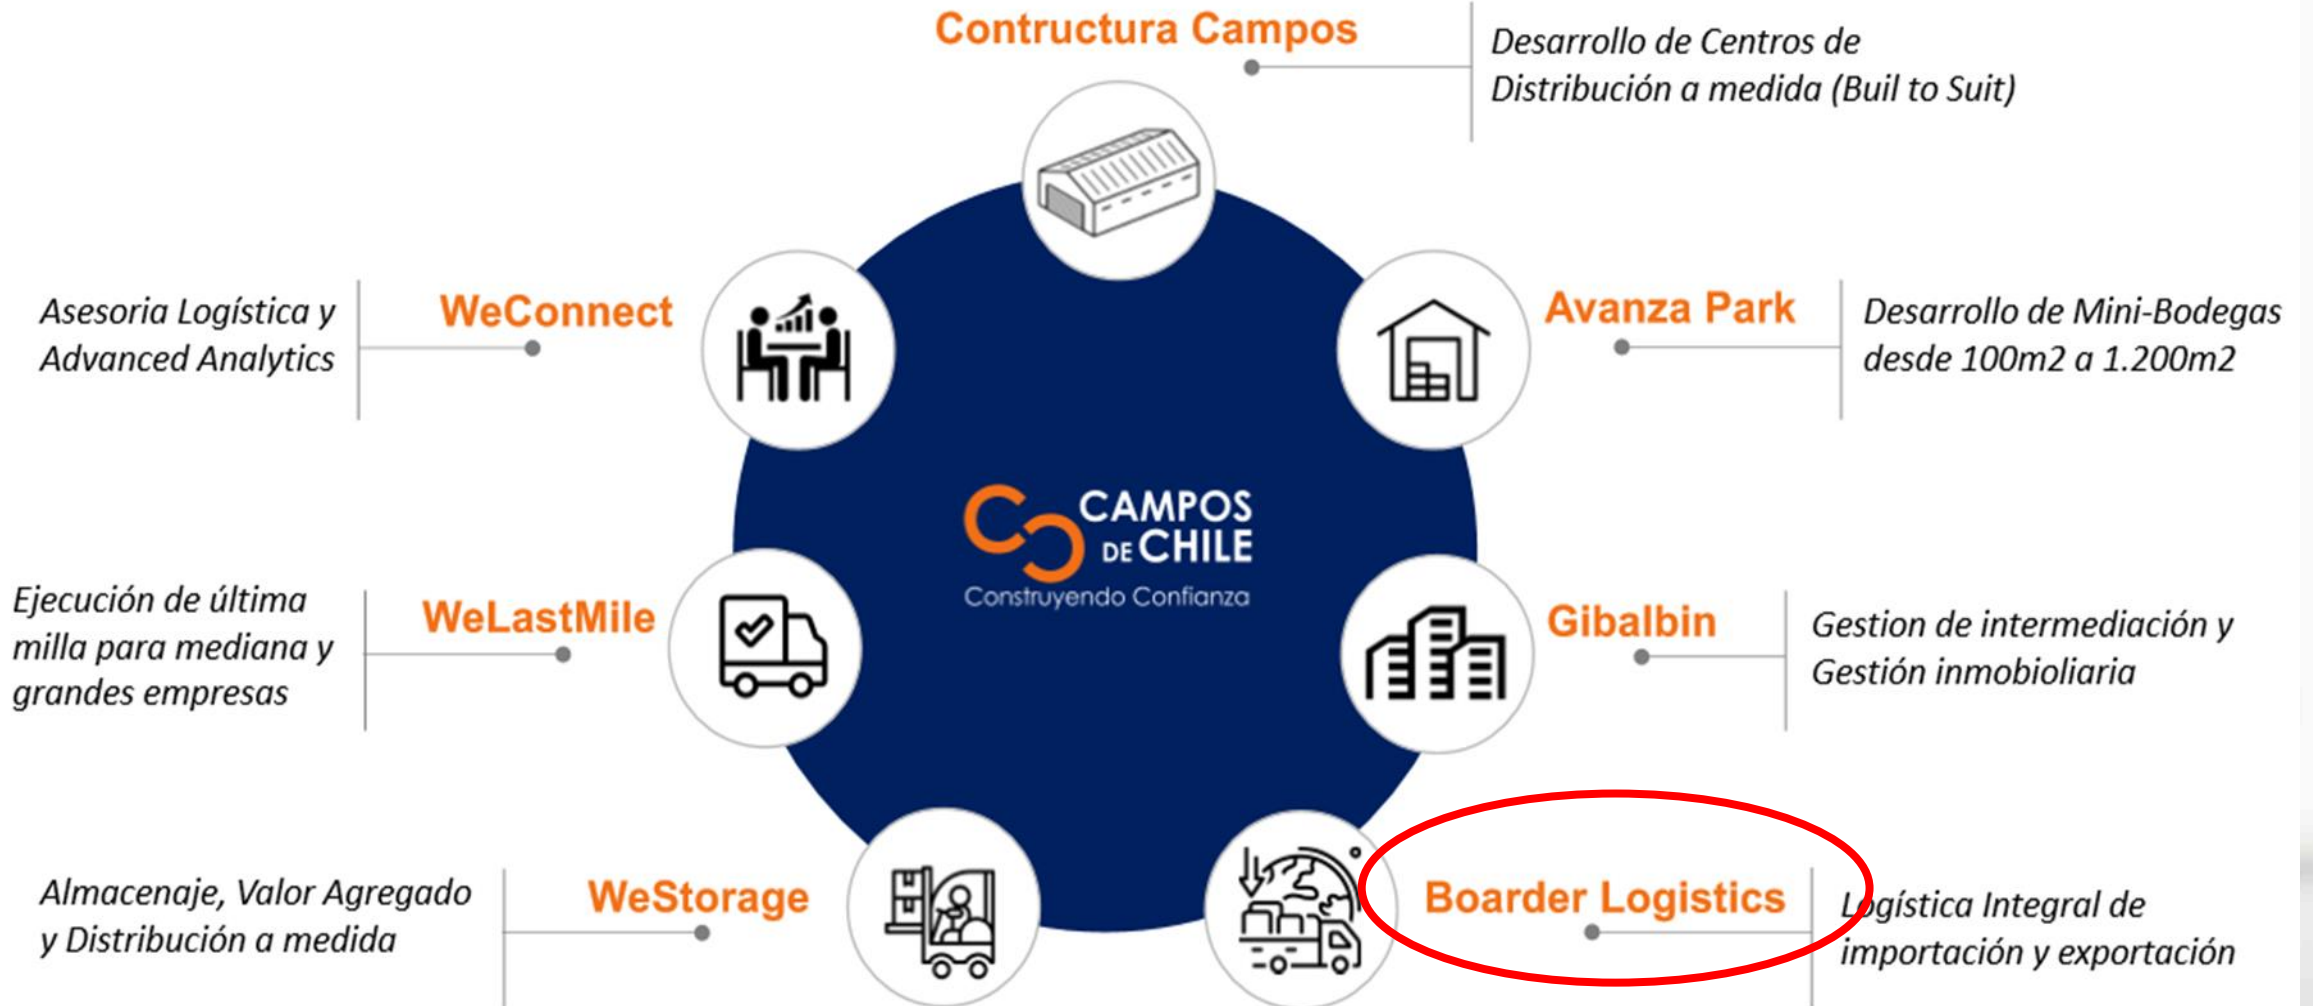 Contructura Campos
Desarrollo de Centros de
Distribución a medida (Buil to Suit)
Asesoria Logística y
Advanced Analytics
WeConnect
Avanza Park
Desarrollo de Mini-Bodegas
desde 100m2 a 1.200m2
CAMPOS
DE CHILE
Construyendo Confianza
Ejecución de última
milla para mediana y
grandes empresas
WeLastMile
Gibalbin
Gestion de intermediación y
Gestión inmobioliaria
Almacenaje, Valor Agregado
y Distribución a medida
WeStorage
Boarder Logistics
Logística Integral de
importación y exportación